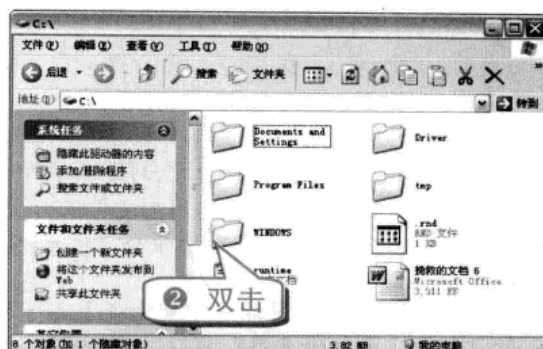 C:\
文件(F) 编辑(E) 查看(V) 工具(T) 帮助(H)
后退 搜索 文件夹
地址(D) C:\ 转到
系统任务
隐藏此驱动器的内容
添加/删除程序
搜索文件或文件夹
文件和文件夹任务
创建一个新文件夹
将这个文件夹发布到
Web
共享此文件夹
Documents and
Settings
Driver
Program Files
tmp
WINDOWS
.rnd
RND 文件
1 KB
runtime
文档
挽救的文档 6
Microsoft Office
3,911 KB
❷ 双击
8 个对象(加 1 个隐藏对象) 3.82 MB 我的电脑